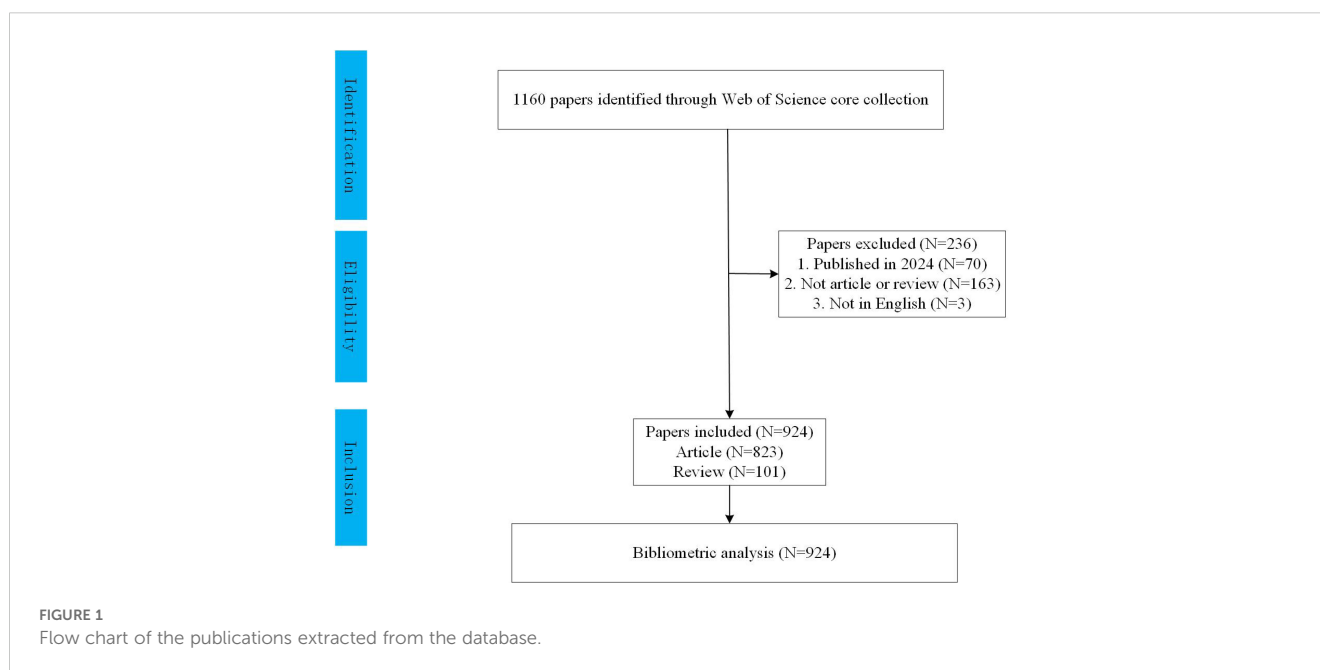 Identification
1160 papers identified through Web of Science core collection
Eligibility
Papers excluded (N=236)
1. Published in 2024 (N=70)
2. Not article or review (N=163)
3. Not in English (N=3)
Inclusion
Papers included (N=924)
Article (N=823)
Review (N=101)
Bibliometric analysis (N=924)
FIGURE 1
Flow chart of the publications extracted from the database.